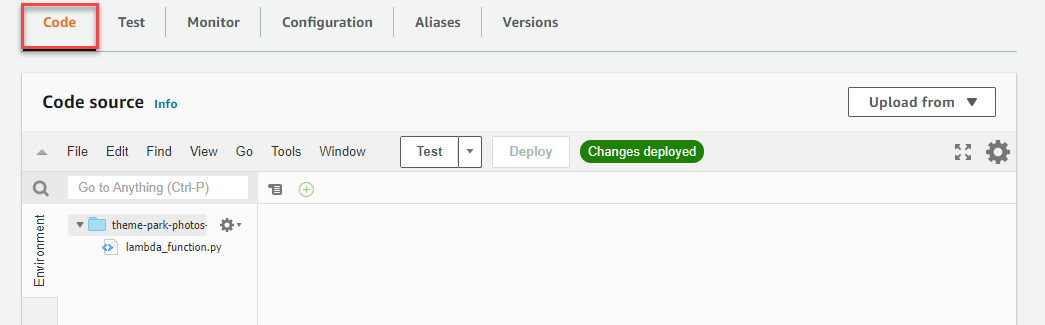 Code Test Monitor Configuration Aliases Versions
Code source Info Upload from
File Edit Find View Go Tools Window Test Deploy Changes deployed
Go to Anything (Ctrl-P)
Environment
theme-park-photos-
lambda_function.py